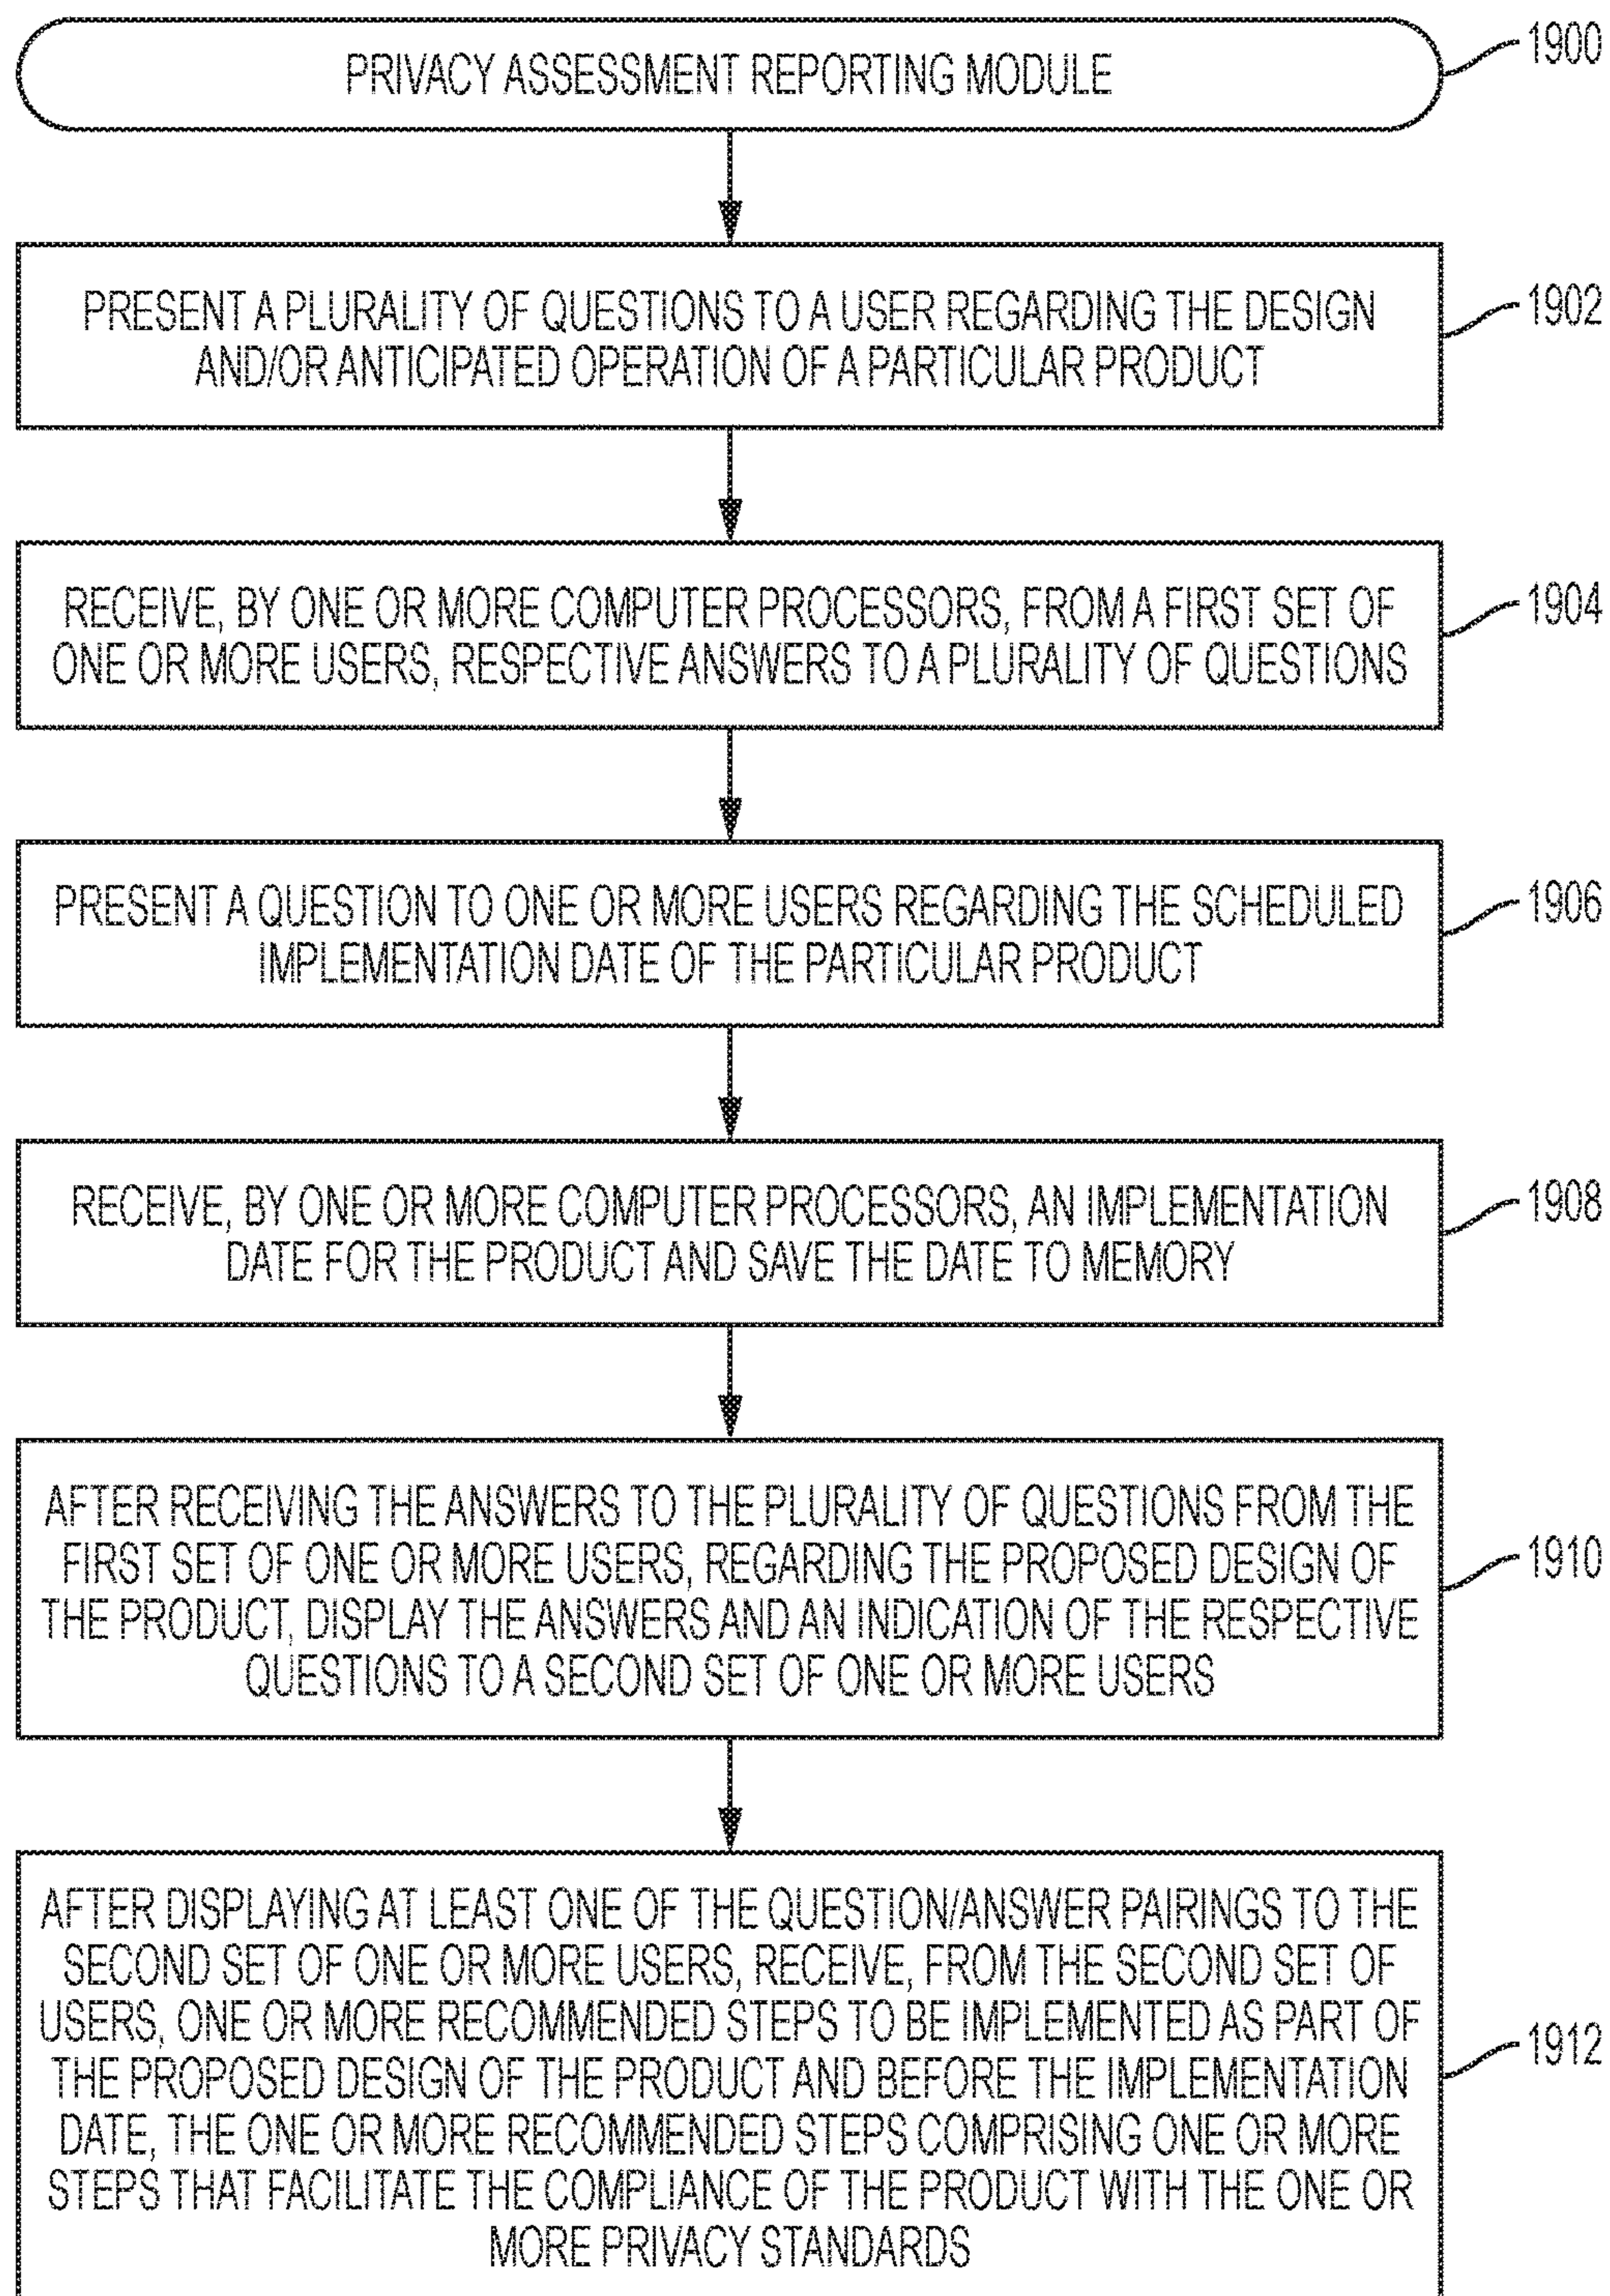 PRIVACY ASSESSMENT REPORTING MODULE
1900
PRESENT A PLURALITY OF QUESTIONS TO A USER REGARDING THE DESIGN
AND/OR ANTICIPATED OPERATION OF A PARTICULAR PRODUCT
1902
RECEIVE, BY ONE OR MORE COMPUTER PROCESSORS, FROM A FIRST SET OF
ONE OR MORE USERS, RESPECTIVE ANSWERS TO A PLURALITY OF QUESTIONS
1904
PRESENT A QUESTION TO ONE OR MORE USERS REGARDING THE SCHEDULED
IMPLEMENTATION DATE OF THE PARTICULAR PRODUCT
1906
RECEIVE, BY ONE OR MORE COMPUTER PROCESSORS, AN IMPLEMENTATION
DATE FOR THE PRODUCT AND SAVE THE DATE TO MEMORY
1908
AFTER RECEIVING THE ANSWERS TO THE PLURALITY OF QUESTIONS FROM THE
FIRST SET OF ONE OR MORE USERS, REGARDING THE PROPOSED DESIGN OF
THE PRODUCT, DISPLAY THE ANSWERS AND AN INDICATION OF THE RESPECTIVE
QUESTIONS TO A SECOND SET OF ONE OR MORE USERS
1910
AFTER DISPLAYING AT LEAST ONE OF THE QUESTION/ANSWER PAIRINGS TO THE
SECOND SET OF ONE OR MORE USERS, RECEIVE, FROM THE SECOND SET OF
USERS, ONE OR MORE RECOMMENDED STEPS TO BE IMPLEMENTED AS PART OF
THE PROPOSED DESIGN OF THE PRODUCT AND BEFORE THE IMPLEMENTATION
DATE, THE ONE OR MORE RECOMMENDED STEPS COMPRISING ONE OR MORE
STEPS THAT FACILITATE THE COMPLIANCE OF THE PRODUCT WITH THE ONE OR
MORE PRIVACY STANDARDS
1912